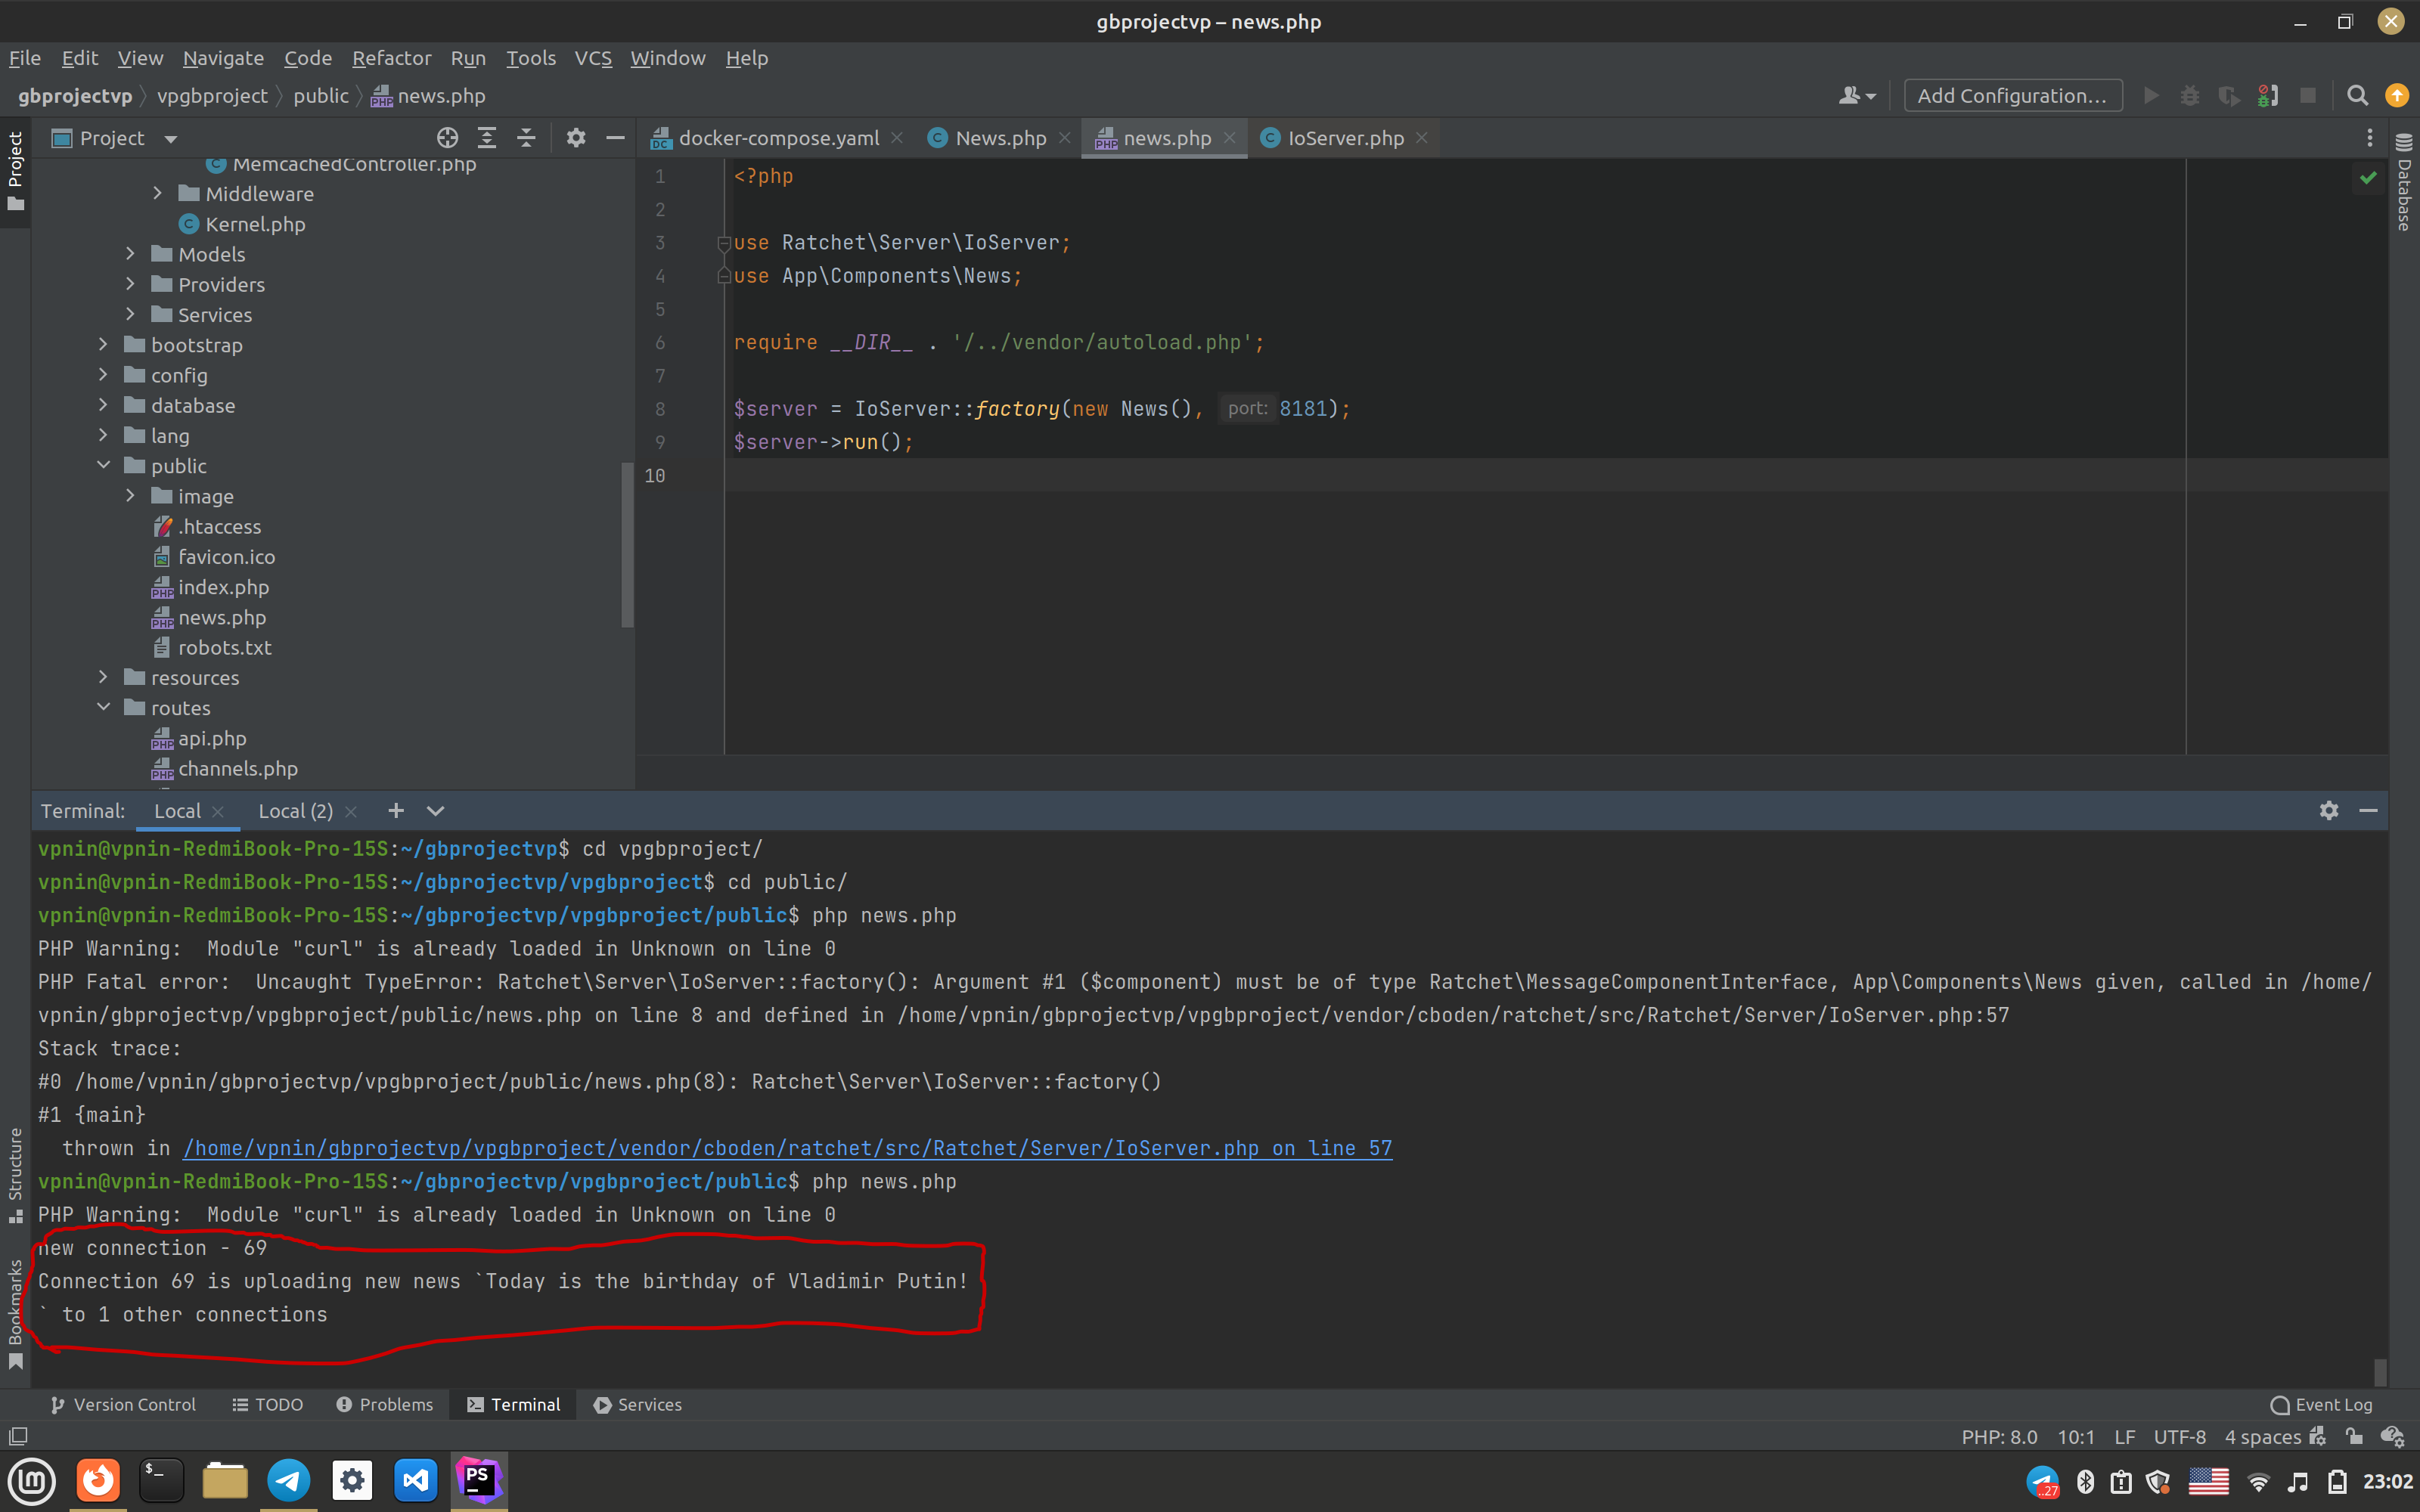 gbprojectvp – news.php
File Edit View Navigate Code Refactor Run Tools VCS Window Help
gbprojectvp vpgbproject public news.php Add Configuration...
Project
docker-compose.yaml News.php news.php IoServer.php
Project
Database
MemcachedController.php
Middleware
Kernel.php
Models
Providers
Services
bootstrap
config
database
lang
public
image
.htaccess
favicon.ico
index.php
news.php
robots.txt
resources
routes
api.php
channels.php
1 <?php
2
3 use Ratchet\Server\IoServer;
4 use App\Components\News;
5
6 require __DIR__ . '/../vendor/autoload.php';
7
8 $server = IoServer::factory(new News(), port: 8181);
9 $server->run();
10
Terminal: Local Local (2)
vpnin@vpnin-RedmiBook-Pro-15S:~/gbprojectvp$ cd vpgbproject/
vpnin@vpnin-RedmiBook-Pro-15S:~/gbprojectvp/vpgbproject$ cd public/
vpnin@vpnin-RedmiBook-Pro-15S:~/gbprojectvp/vpgbproject/public$ php news.php
PHP Warning:  Module "curl" is already loaded in Unknown on line 0
PHP Fatal error:  Uncaught TypeError: Ratchet\Server\IoServer::factory(): Argument #1 ($component) must be of type Ratchet\MessageComponentInterface, App\Components\News given, called in /home/
vpnin/gbprojectvp/vpgbproject/public/news.php on line 8 and defined in /home/vpnin/gbprojectvp/vpgbproject/vendor/cboden/ratchet/src/Ratchet/Server/IoServer.php:57
Stack trace:
#0 /home/vpnin/gbprojectvp/vpgbproject/public/news.php(8): Ratchet\Server\IoServer::factory()
#1 {main}
  thrown in /home/vpnin/gbprojectvp/vpgbproject/vendor/cboden/ratchet/src/Ratchet/Server/IoServer.php on line 57
vpnin@vpnin-RedmiBook-Pro-15S:~/gbprojectvp/vpgbproject/public$ php news.php
PHP Warning:  Module "curl" is already loaded in Unknown on line 0
new connection - 69
Connection 69 is uploading new news `Today is the birthday of Vladimir Putin!
` to 1 other connections
Structure
Bookmarks
Version Control TODO Problems Terminal Services Event Log
PHP: 8.0 10:1 LF UTF-8 4 spaces
PS ..27 23:02